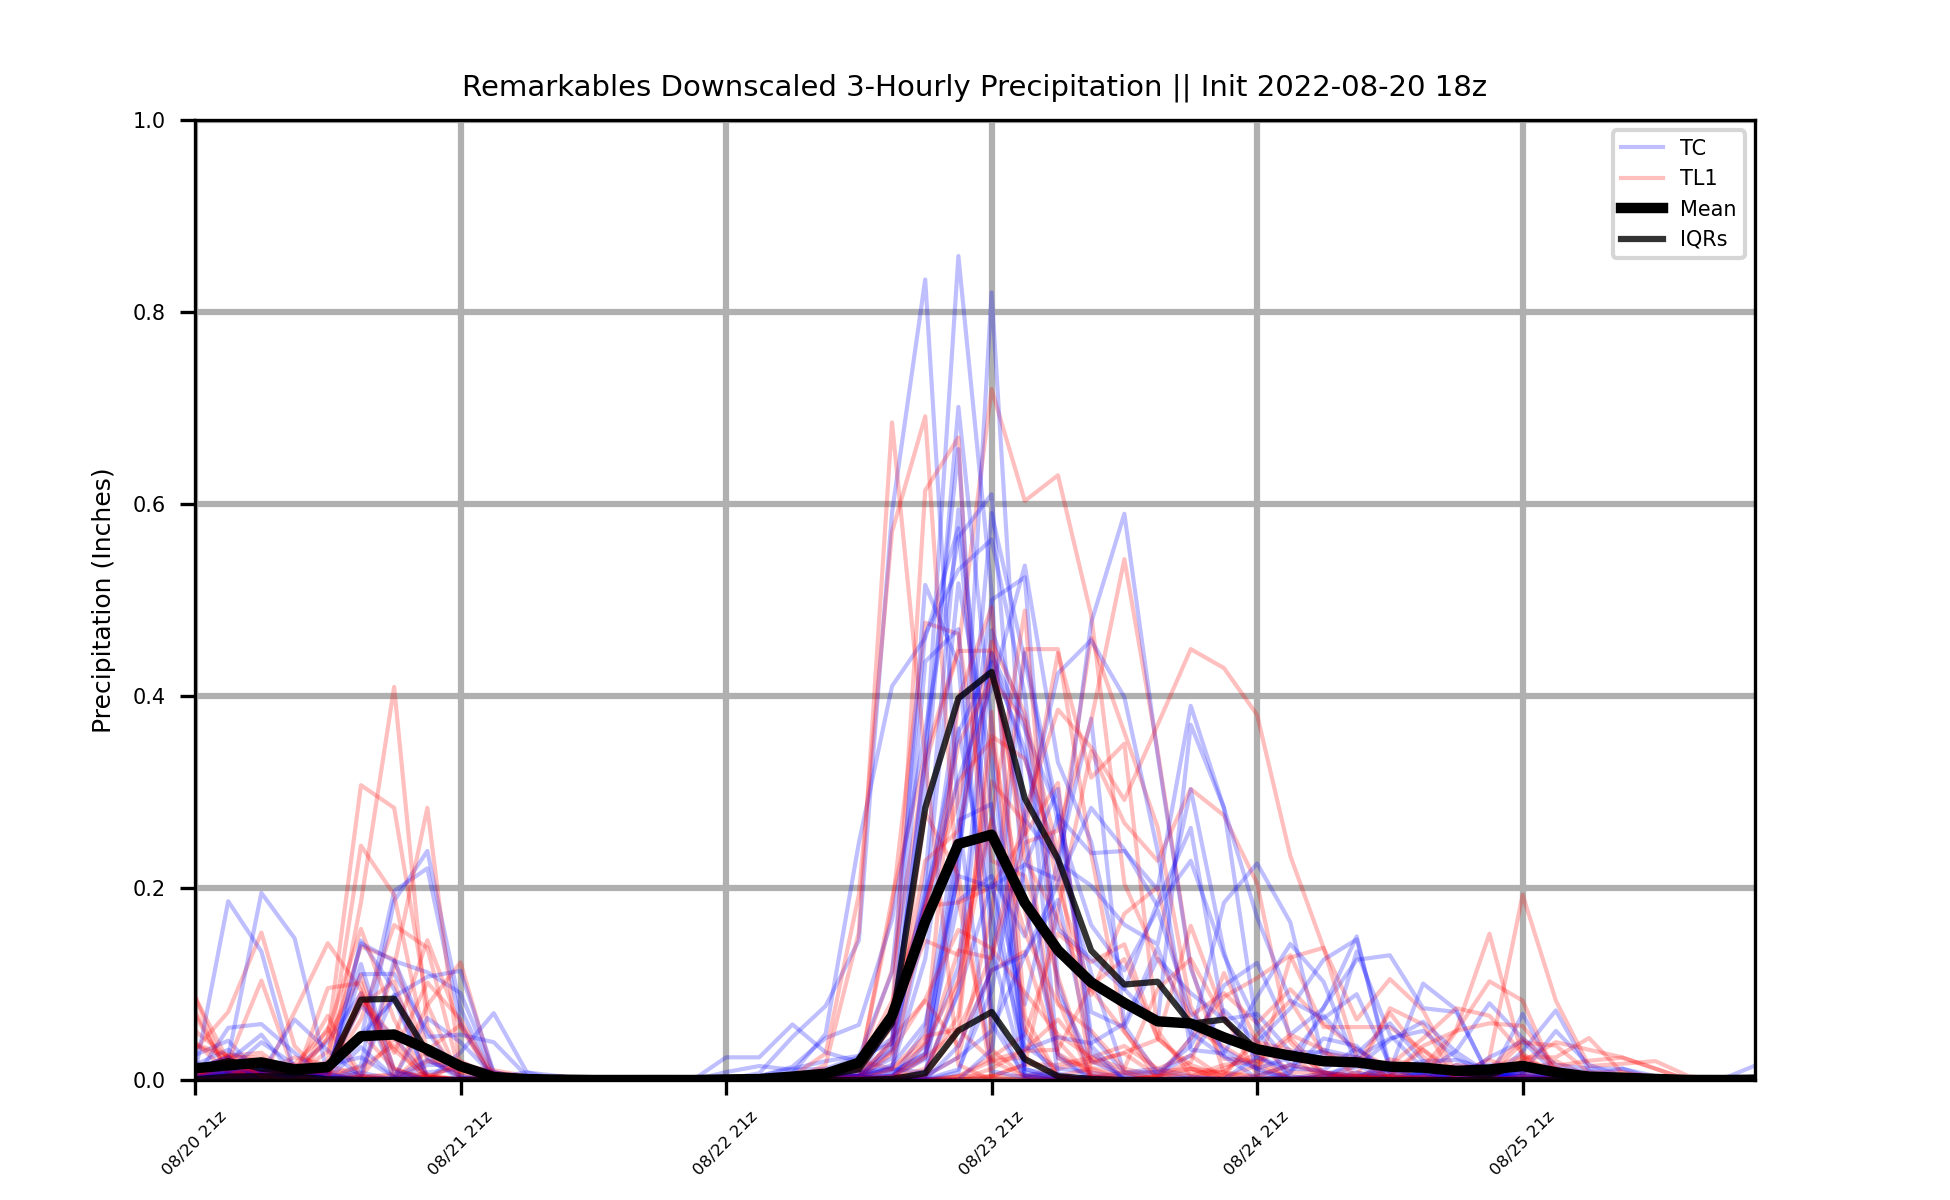 Remarkables Downscaled 3-Hourly Precipitation || Init 2022-08-20 18z
1.0
0.8
0.6
0.4
0.2
0.0
Precipitation (Inches)
TC
TL1
Mean
IQRs
08/20 21z
08/21 21z
08/22 21z
08/23 21z
08/24 21z
08/25 21z